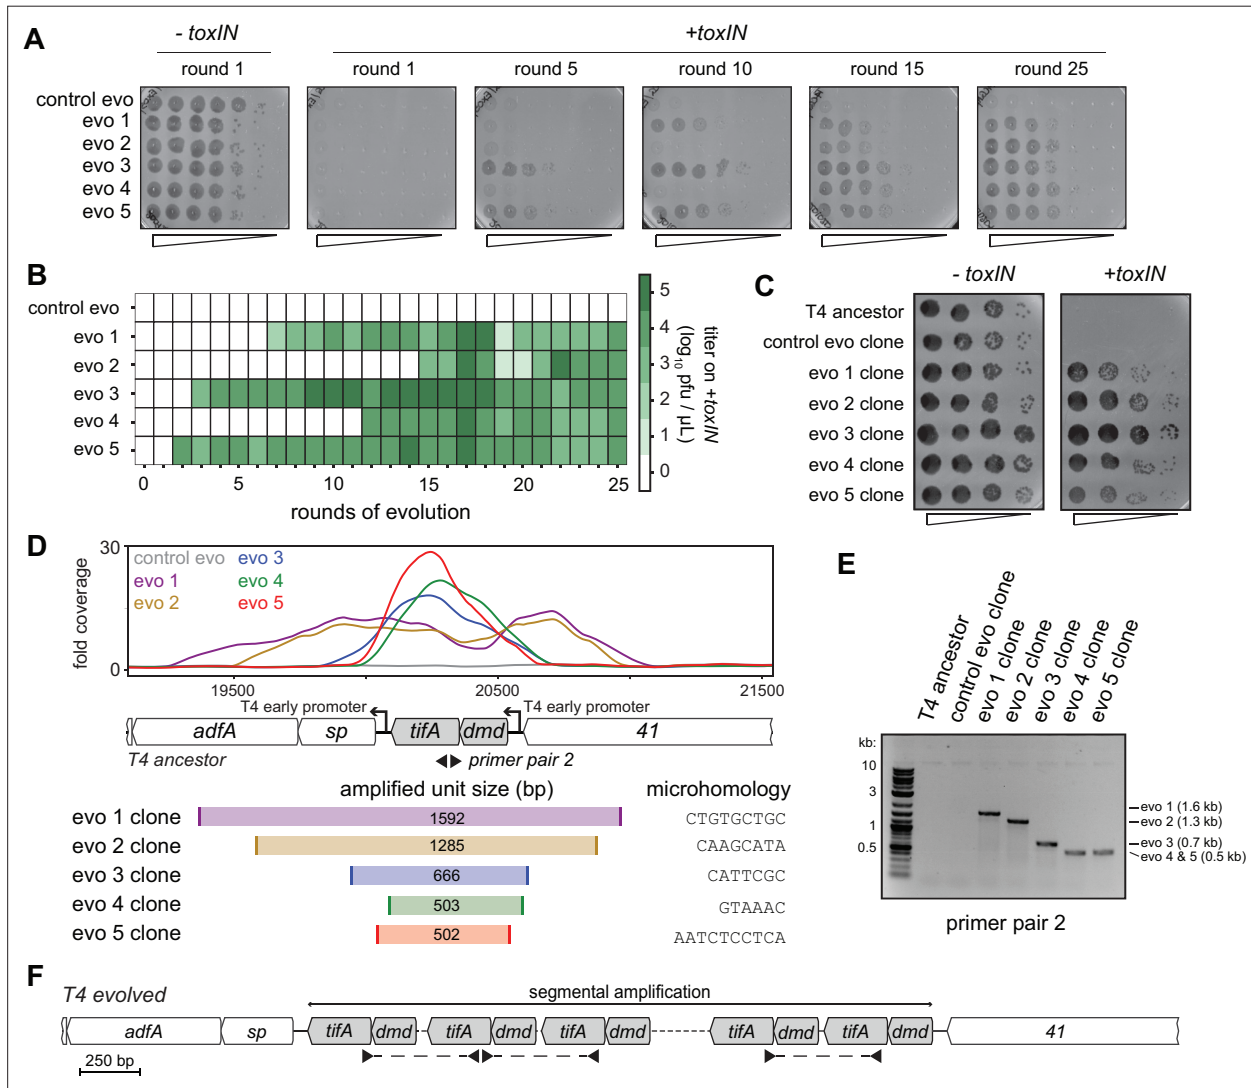 A
- toxIN
+toxIN
round 1
round 1
round 5
round 10
round 15
round 25
control evo
evo 1
evo 2
evo 3
evo 4
evo 5
B
control evo
evo 1
evo 2
evo 3
evo 4
evo 5
0 5 10 15 20 25
rounds of evolution
5
4
3
2
1
0
titer on +toxIN
(log10 pfu / µL)
C
- toxIN
+toxIN
T4 ancestor
control evo clone
evo 1 clone
evo 2 clone
evo 3 clone
evo 4 clone
evo 5 clone
D
30
0
fold coverage
control evo
evo 1
evo 2
evo 3
evo 4
evo 5
19500 20500 21500
T4 early promoter
T4 early promoter
adfA sp tifA dmd 41
T4 ancestor
primer pair 2
amplified unit size (bp)
microhomology
evo 1 clone 1592 CTGTGCTGC
evo 2 clone 1285 CAAGCATA
evo 3 clone 666 CATTCGC
evo 4 clone 503 GTAAAC
evo 5 clone 502 AATCTCCTCA
E
T4 ancestor
control evo clone
evo 1 clone
evo 2 clone
evo 3 clone
evo 4 clone
evo 5 clone
kb:
10
3
1
0.5
evo 1 (1.6 kb)
evo 2 (1.3 kb)
evo 3 (0.7 kb)
evo 4 & 5 (0.5 kb)
primer pair 2
F
T4 evolved
segmental amplification
adfA sp tifA dmd tifA dmd tifA dmd tifA dmd tifA dmd 41
250 bp